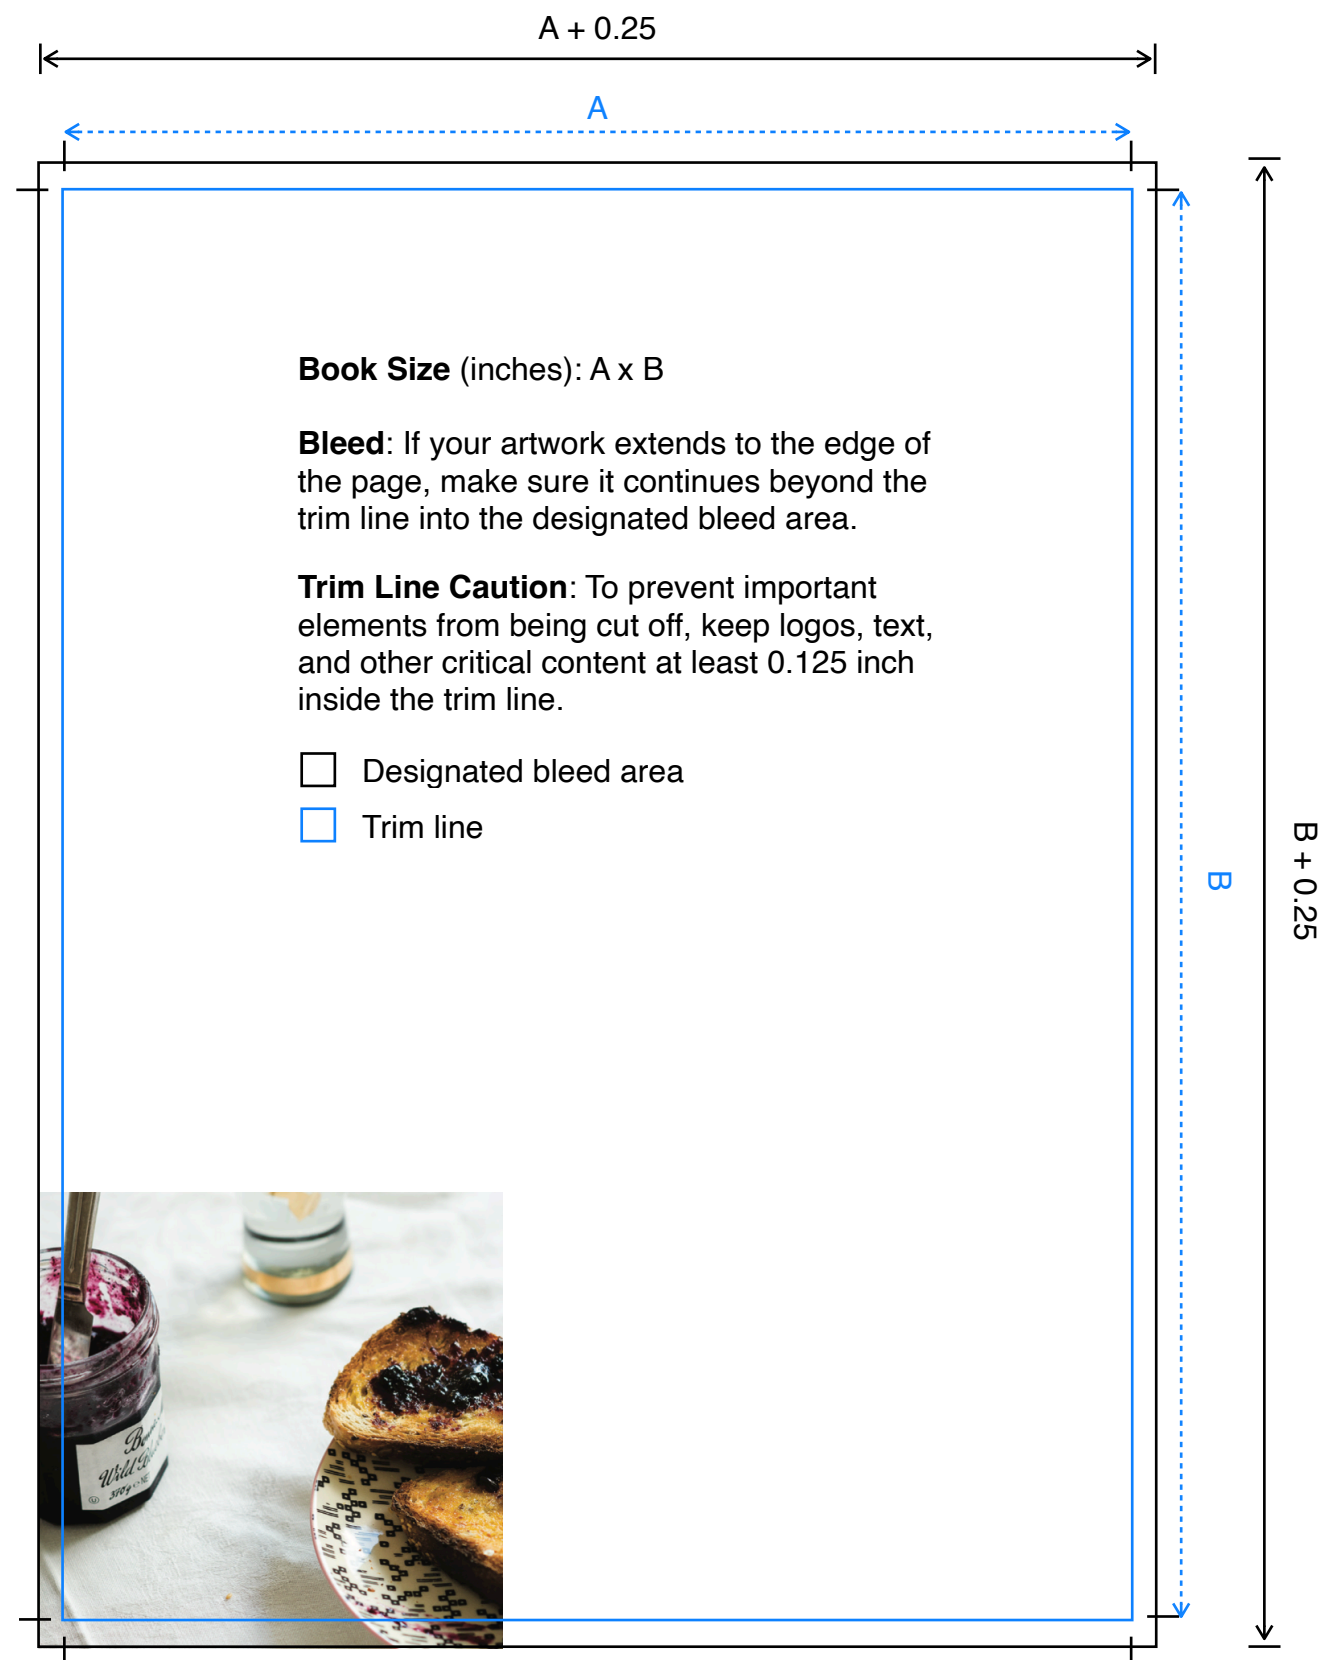 A + 0.25
A
Book Size (inches): A x B
Bleed: If your artwork extends to the edge of
the page, make sure it continues beyond the
trim line into the designated bleed area.
Trim Line Caution: To prevent important
elements from being cut off, keep logos, text,
and other critical content at least 0.125 inch
inside the trim line.
Designated bleed area
Trim line
B
B + 0.25
Wild
370g